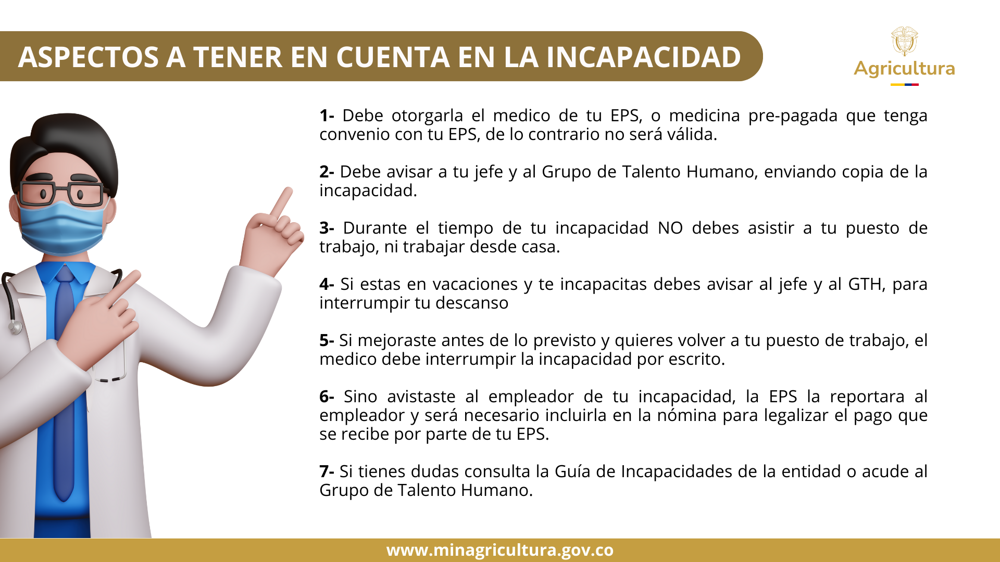 ASPECTOS A TENER EN CUENTA EN LA INCAPACIDAD
Agricultura
1- Debe otorgarla el medico de tu EPS, o medicina pre-pagada que tenga
convenio con tu EPS, de lo contrario no será válida.
2- Debe avisar a tu jefe y al Grupo de Talento Humano, enviando copia de la
incapacidad.
3- Durante el tiempo de tu incapacidad NO debes asistir a tu puesto de
trabajo, ni trabajar desde casa.
4- Si estas en vacaciones y te incapacitas debes avisar al jefe y al GTH, para
interrumpir tu descanso
5- Si mejoraste antes de lo previsto y quieres volver a tu puesto de trabajo, el
medico debe interrumpir la incapacidad por escrito.
6- Sino avistaste al empleador de tu incapacidad, la EPS la reportara al
empleador y será necesario incluirla en la nómina para legalizar el pago que
se recibe por parte de tu EPS.
7- Si tienes dudas consulta la Guía de Incapacidades de la entidad o acude al
Grupo de Talento Humano.
www.minagricultura.gov.co